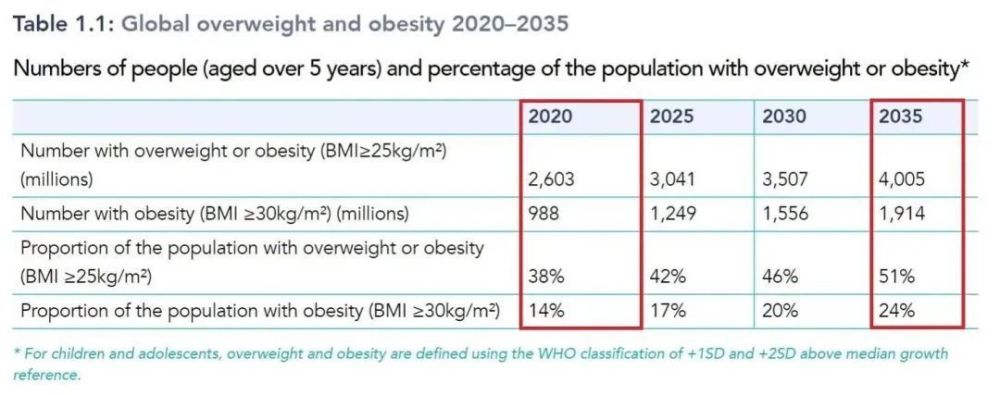 Table 1.1: Global overweight and obesity 2020–2035
Numbers of people (aged over 5 years) and percentage of the population with overweight or obesity*
2020 2025 2030 2035
Number with overweight or obesity (BMI≥25kg/m²)
(millions) 2,603 3,041 3,507 4,005
Number with obesity (BMI ≥30kg/m²) (millions) 988 1,249 1,556 1,914
Proportion of the population with overweight or obesity
(BMI ≥25kg/m²) 38% 42% 46% 51%
Proportion of the population with obesity (BMI ≥30kg/m²) 14% 17% 20% 24%
* For children and adolescents, overweight and obesity are defined using the WHO classification of +1SD and +2SD above median growth
reference.